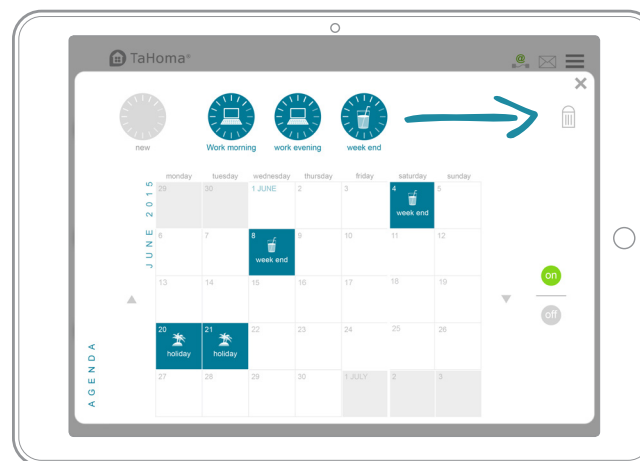 TaHoma®
@
new
Work morning
work evening
week end
monday tuesday wednesday thursday friday saturday sunday
JUNE 2015
29 30 1 JUNE 2 3 4 5
week end
6 7 8 9 10 11 12
week end
13 14 15 16 17 18 19
20 21 22 23 24 25 26
holiday holiday
27 28 29 30 1 JULY 2 3
AGENDA
on
off